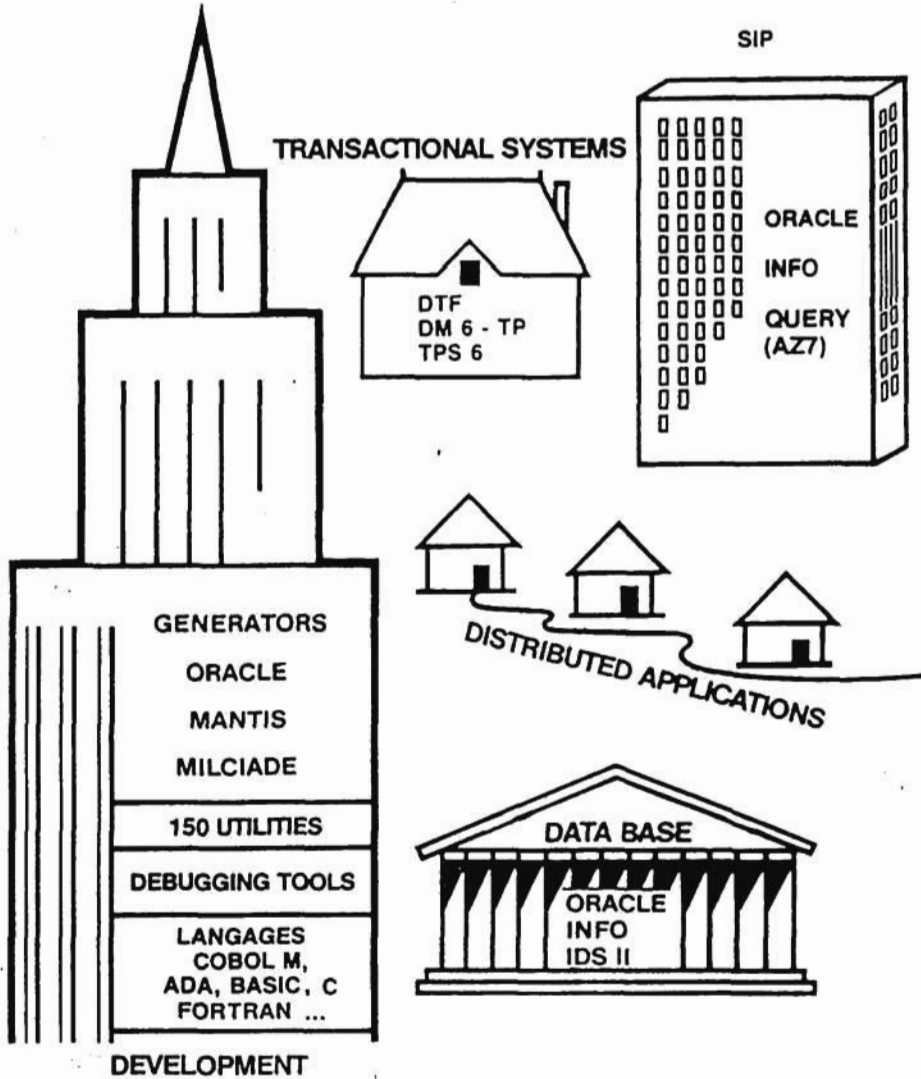 SIP
TRANSACTIONAL SYSTEMS
DTF
DM 6 - TP
TPS 6
ORACLE
INFO
QUERY
(AZ7)
GENERATORS
ORACLE
MANTIS
MILCIADE
150 UTILITIES
DEBUGGING TOOLS
LANGAGES
COBOL M,
ADA, BASIC, C
FORTRAN ...
DEVELOPMENT
DISTRIBUTED APPLICATIONS
DATA BASE
ORACLE
INFO
IDS II